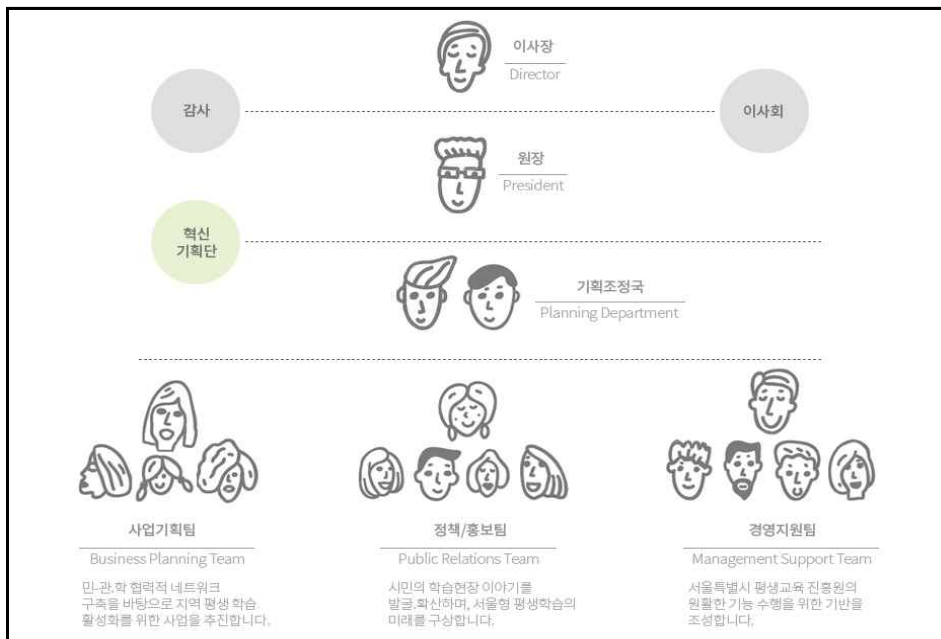 이사장
Director
감사
이사회
원장
President
혁신
기획단
기획조정국
Planning Department
사업기획팀
Business Planning Team
민-관.학 협력적 네트워크
구축을 바탕으로 지역 평생 학습
활성화를 위한 사업을 추진합니다.
정책/홍보팀
Public Relations Team
시민의 학습현장 이야기를
발굴.확산하며, 서울형 평생학습의
미래를 구상합니다.
경영지원팀
Management Support Team
서울특별시 평생교육 진흥원의
원활한 기능 수행을 위한 기반을
조성합니다.